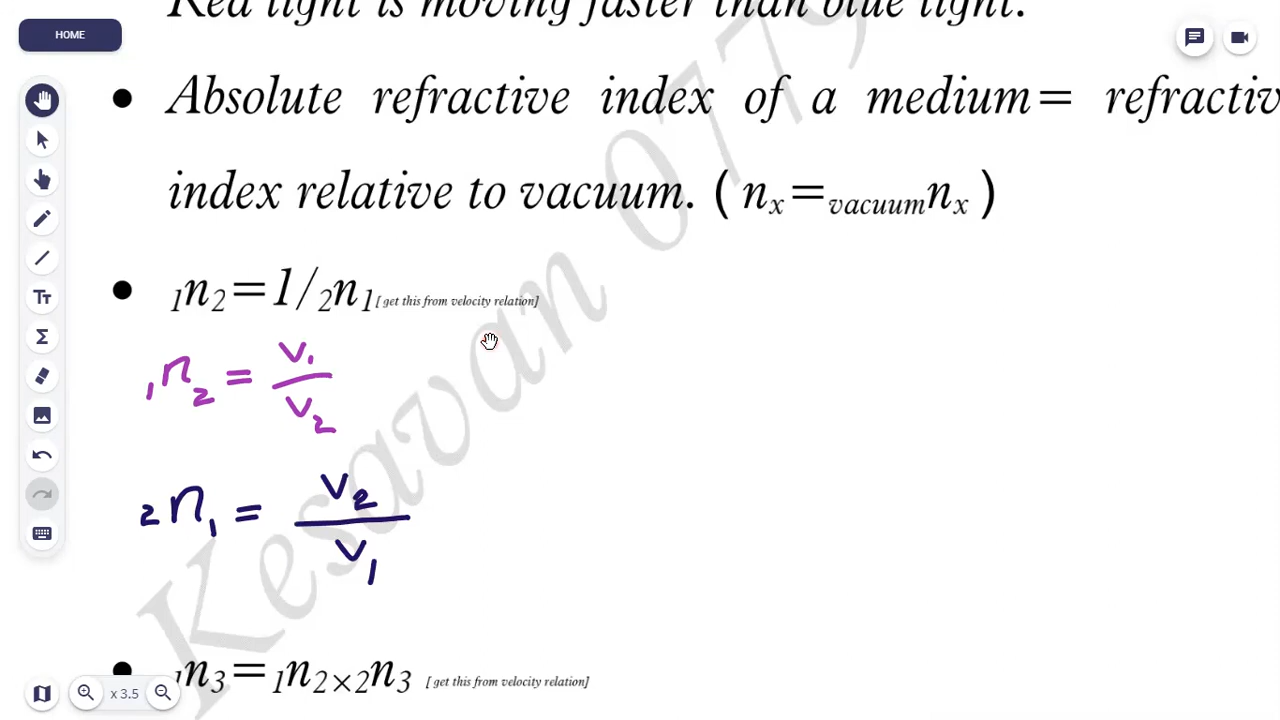 Red light is moving faster than blue light.
HOME
• Absolute refractive index of a medium= refractiv
index relative to vacuum. ( nₓ=vacuumnₓ )
• ₁n₂=1/₂n₁ [ get this from velocity relation]
₁n₂ = v₁/v₂
₂n₁ = v₂/v₁
• ₁n₃=₁n₂×₂n₃ [ get this from velocity relation]
x 3.5
Tт
Σ
Kesavan 0779